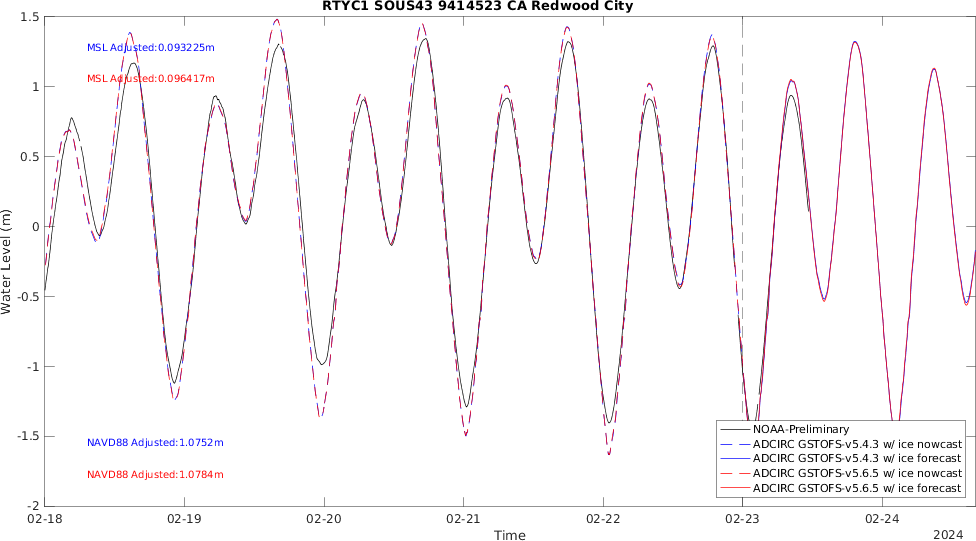 RTYC1 SOUS43 9414523 CA Redwood City
1.5
1
0.5
0
-0.5
-1
-1.5
-2
Water Level (m)
MSL Adjusted:0.093225m
MSL Adjusted:0.096417m
NAVD88 Adjusted:1.0752m
NAVD88 Adjusted:1.0784m
NOAA-Preliminary
ADCIRC GSTOFS-v5.4.3 w/ ice nowcast
ADCIRC GSTOFS-v5.4.3 w/ ice forecast
ADCIRC GSTOFS-v5.6.5 w/ ice nowcast
ADCIRC GSTOFS-v5.6.5 w/ ice forecast
02-18 02-19 02-20 02-21 02-22 02-23 02-24
Time
2024